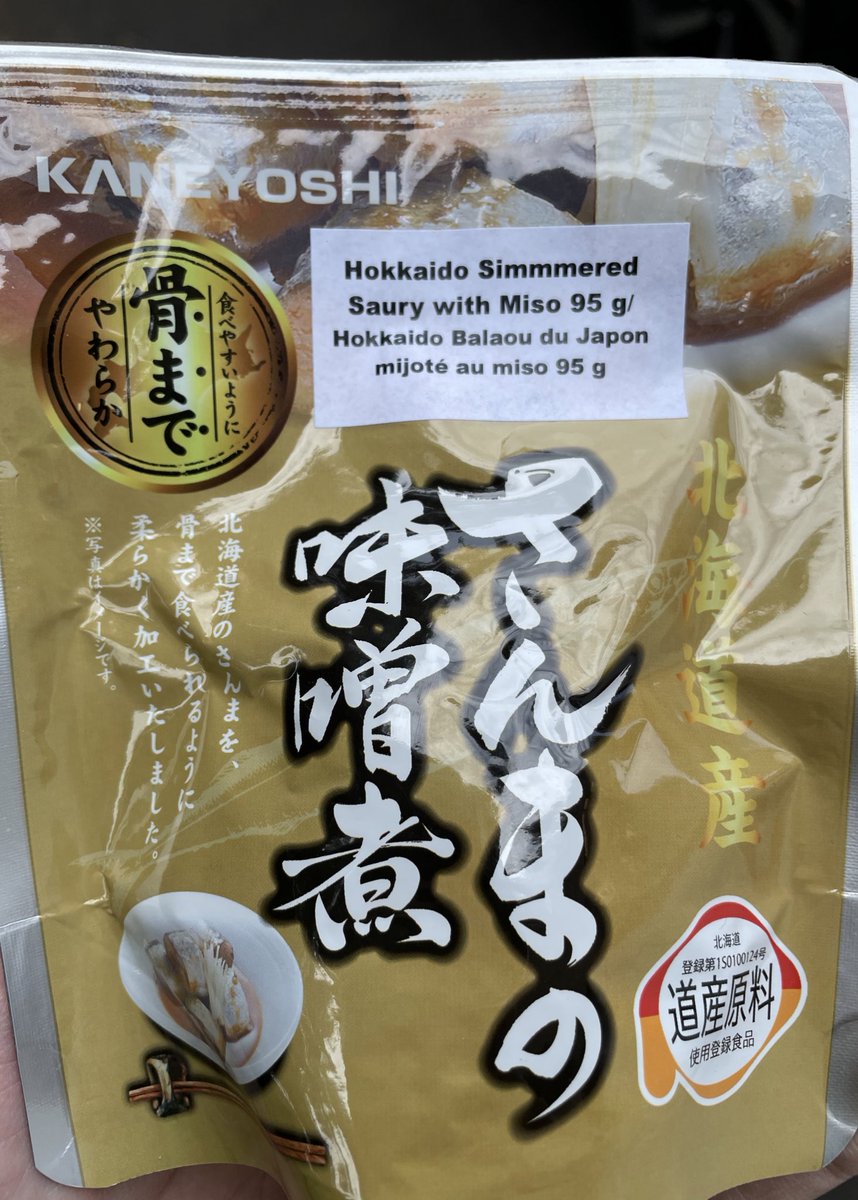 KANEYOSHI
食べやすいように
骨まで
やわらか
Hokkaido Simmmered
Saury with Miso 95 g/
Hokkaido Balaou du Japon
mijoté au miso 95 g
北海道産
さんまの
味噌煮
北海道産のさんまを、
骨まで食べられるように
柔らかく加工いたしました。
※写真はイメージです。
北海道
登録第1S0100124号
道産原料
使用登録食品